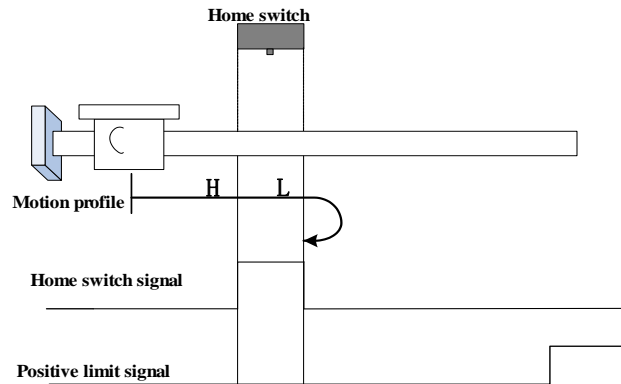 Home switch
H L
Motion profile
Home switch signal
Positive limit signal